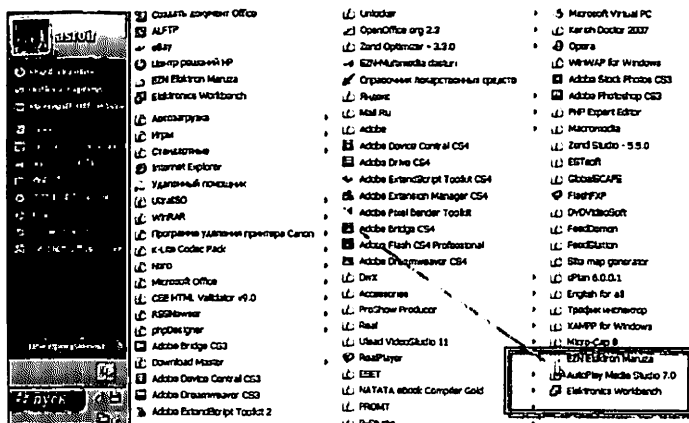 asror
пуск
Создать документ Office
ALFTP
eBay
Центр решений HP
EZN Elektron Maruza
Elektronics Workbench
Автозагрузка
Игры
Стандартные
Internet Explorer
Удаленный помощник
UltraISO
WinRAR
Программа удаления принтера Canon
K-Lite Codec Pack
Nero
Microsoft Office
CSE HTML Validator v9.0
RSSNewser
phpDesigner
Adobe Bridge CS3
Download Master
Adobe Device Central CS3
Adobe Dreamweaver CS3
Adobe ExtendScript Toolkit 2
Unlocker
OpenOffice.org 2.3
Zend Optimizer - 3.3.0
EZN-Multimedia dasturi
Справочник лекарственных средств
Яндекс
Mail.Ru
Adobe
Adobe Device Central CS4
Adobe Drive CS4
Adobe ExtendScript Toolkit CS4
Adobe Extension Manager CS4
Adobe Pixel Bender Toolkit
Adobe Bridge CS4
Adobe Flash CS4 Professional
Adobe Dreamweaver CS4
DivX
Accessories
ProShow Producer
Real
Ulead VideoStudio 11
RealPlayer
ESET
NATATA eBook Compiler Gold
PROMT
Microsoft Virtual PC
Kerish Doctor 2007
Opera
WinWAP for Windows
Adobe Stock Photos CS3
Adobe Photoshop CS3
PHP Expert Editor
Macromedia
Zend Studio - 5.5.0
ESTsoft
GlobalSCAPE
FlashFXP
DVDVideoSoft
FeedDemon
FeedStation
Site map generator
sPlan 6.0.0.1
English for all
Трафик инспектор
XAMPP for Windows
Micro-Cap 8
EZN Elektron Maruza
AutoPlay Media Studio 7.0
Elektronics Workbench